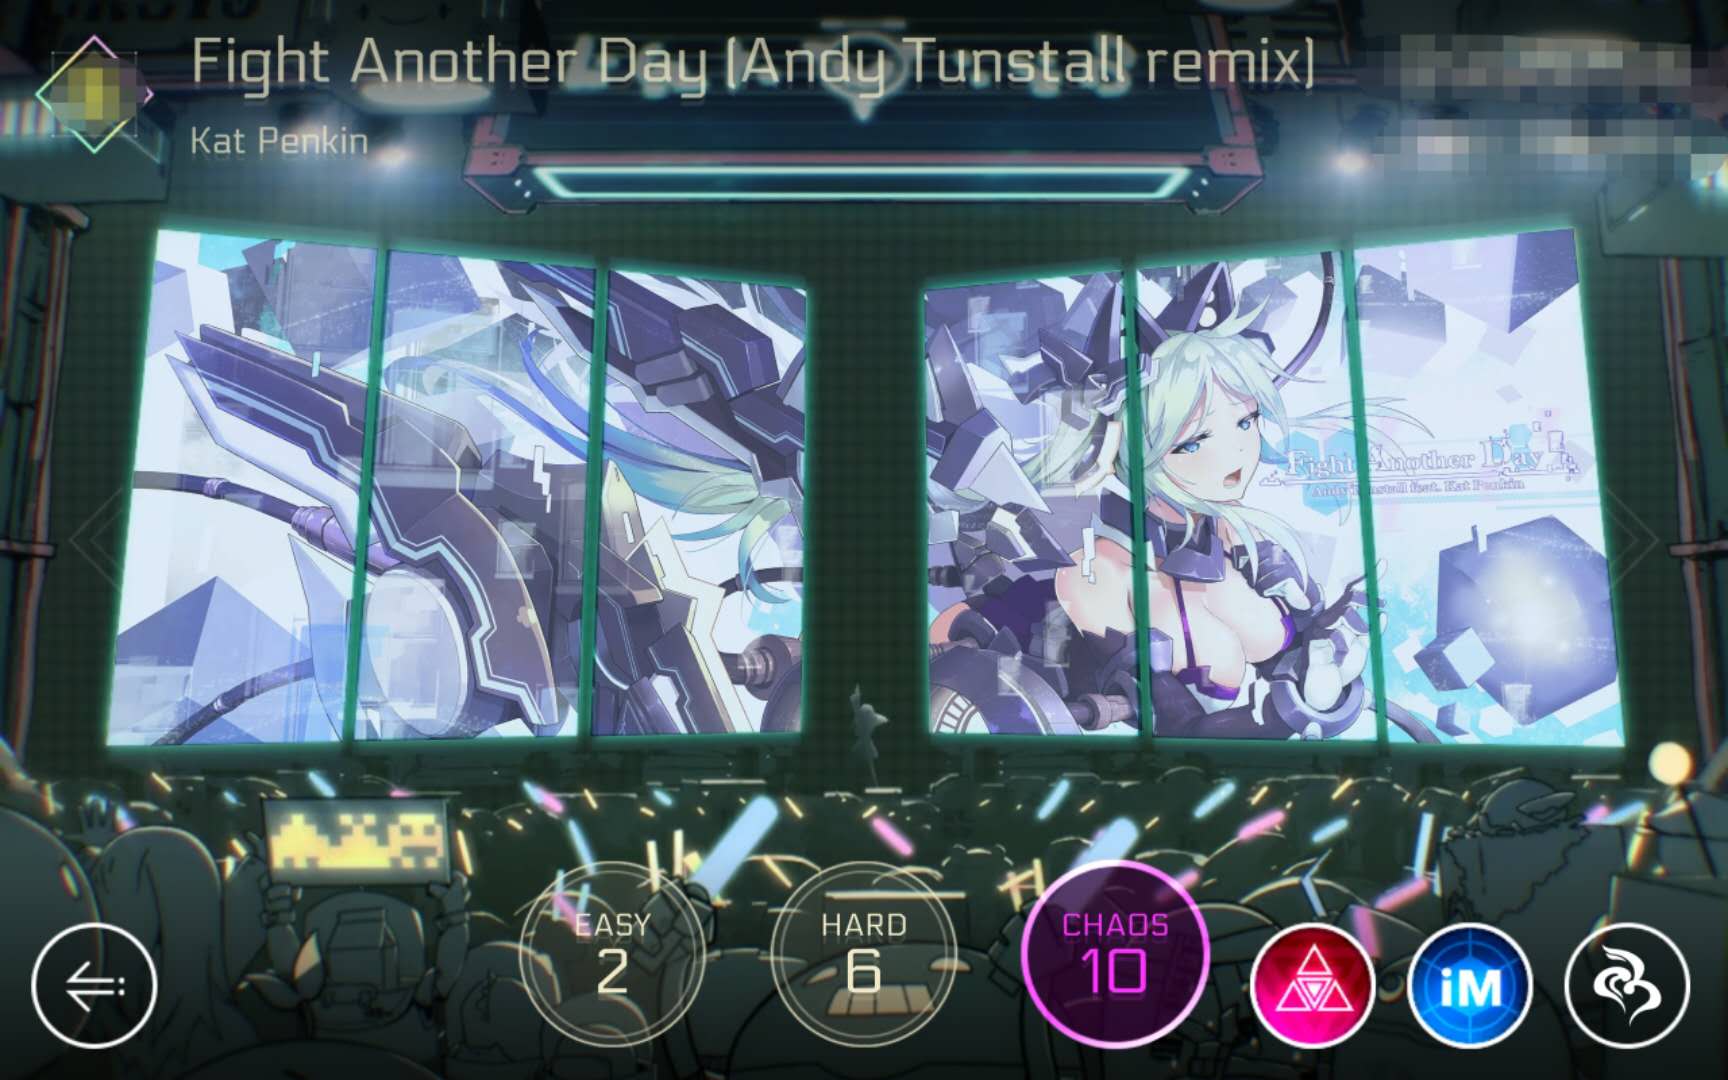 Fight Another Day (Andy Tunstall remix)
Kat Penkin
Fight Another Day
Andy Tunstall feat. Kat Penkin
EASY
2
HARD
6
CHAOS
10
iM